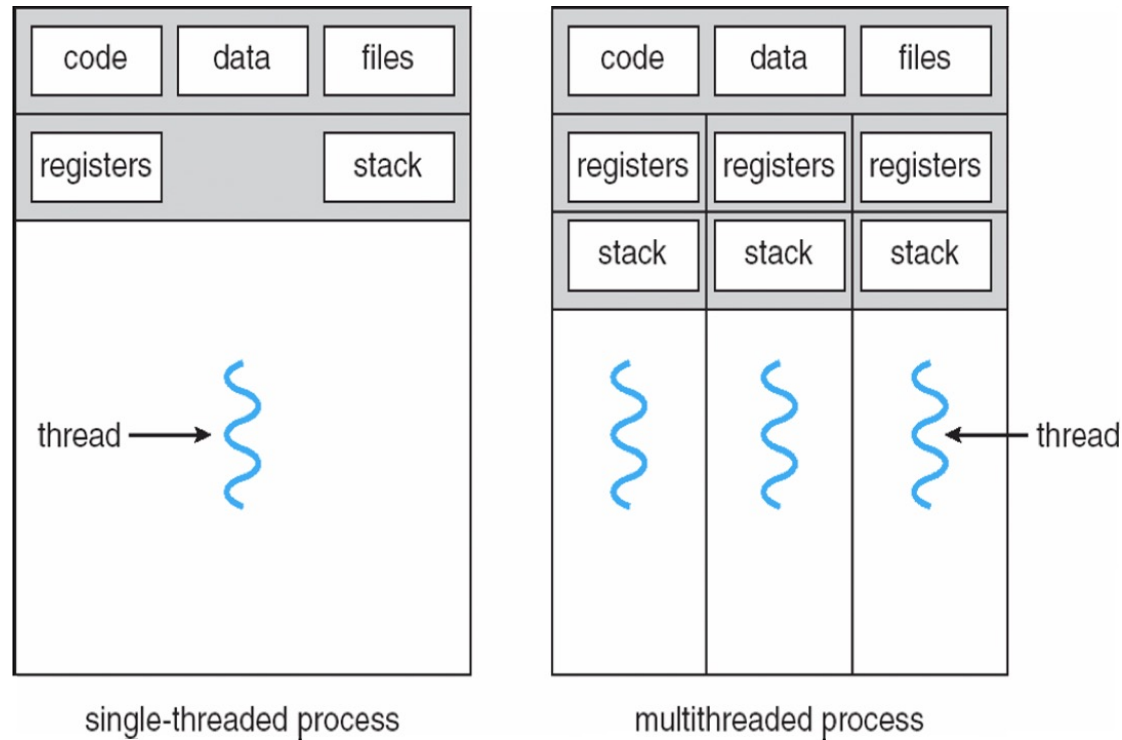 code data files
registers stack
thread
single-threaded process
code data files
registers registers registers
stack stack stack
thread
multithreaded process